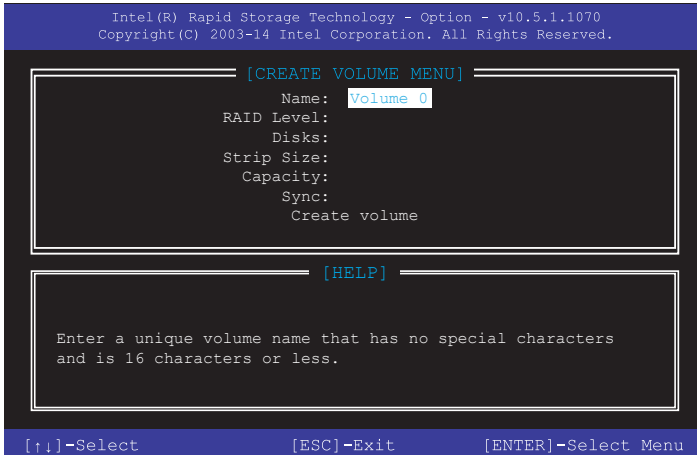 Intel(R) Rapid Storage Technology - Option - v10.5.1.1070
Copyright(C) 2003-14 Intel Corporation. All Rights Reserved.
[CREATE VOLUME MENU]
Name: Volume 0
RAID Level:
Disks:
Strip Size:
Capacity:
Sync:
Create volume
[HELP]
Enter a unique volume name that has no special characters
and is 16 characters or less.
[↑↓]-Select [ESC]-Exit [ENTER]-Select Menu